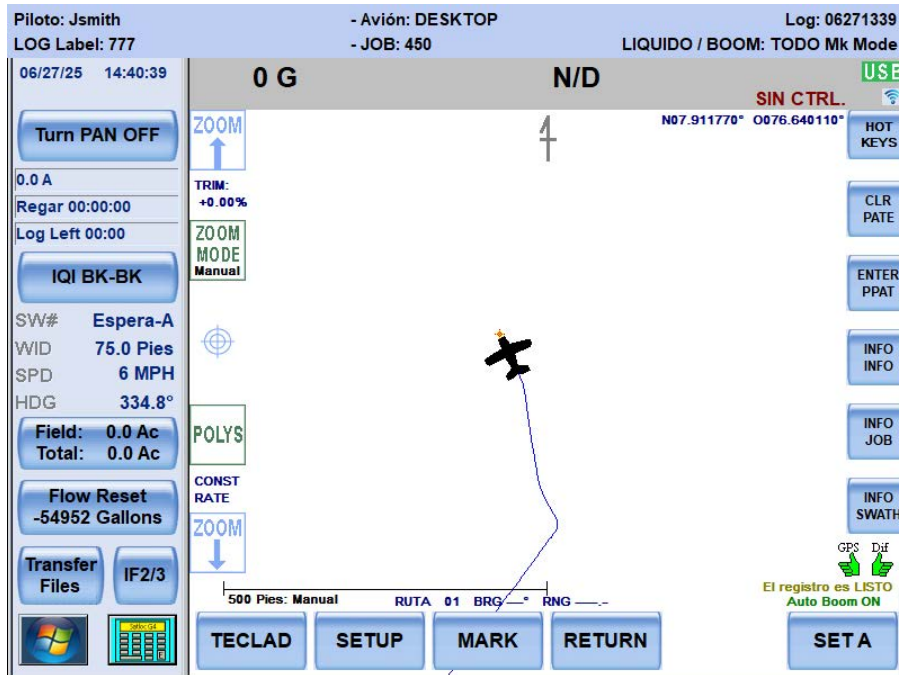 Piloto: Jsmith - Avión: DESKTOP Log: 06271339
LOG Label: 777 - JOB: 450 LIQUIDO / BOOM: TODO Mk Mode
06/27/25 14:40:39
0 G N/D
USE
SIN CTRL.
N07.911770° O076.640110°
Turn PAN OFF
0.0 A
Regar 00:00:00
Log Left 00:00
IQI BK-BK
SW# Espera-A
WID 75.0 Pies
SPD 6 MPH
HDG 334.8°
Field: 0.0 Ac
Total: 0.0 Ac
Flow Reset
-54952 Gallons
Transfer
Files
IF2/3
Satloc G4
ZOOM
TRIM:
+0.00%
ZOOM
MODE
Manual
POLYS
CONST
RATE
ZOOM
500 Pies: Manual RUTA 01 BRG —° RNG ——.–
HOT
KEYS
CLR
PATE
ENTER
PPAT
INFO
INFO
INFO
JOB
INFO
SWATH
GPS Dif
El registro es LISTO
Auto Boom ON
TECLAD SETUP MARK RETURN SET A